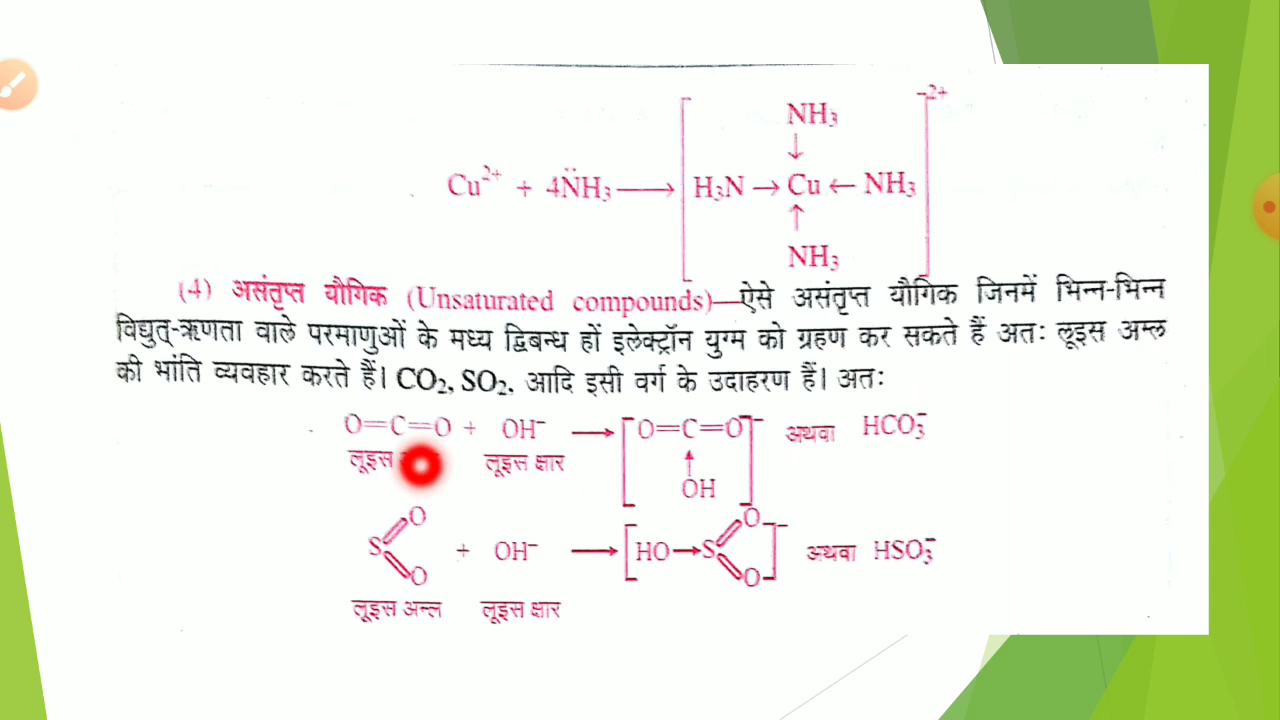 NH₃
↓
Cu²⁺ + 4N̈H₃ ⟶ [H₃N → Cu ← NH₃]²⁺
↑
NH₃
(4) असंतृप्त यौगिक (Unsaturated compounds)—ऐसे असंतृप्त यौगिक जिनमें भिन्न-भिन्न
विद्युत्-ऋणता वाले परमाणुओं के मध्य द्विबन्ध हों इलेक्ट्रॉन युग्म को ग्रहण कर सकते हैं अतः लूइस अम्ल
की भांति व्यवहार करते हैं। CO₂, SO₂, आदि इसी वर्ग के उदाहरण हैं। अतः
O=C=O + OH⁻ ⟶ [O=C=O]⁻ अथवा HCO₃⁻
लूइस लूइस क्षार
↑
OH
O O
S + OH⁻ ⟶ [HO→S]⁻ अथवा HSO₃⁻
O O
लूइस अम्ल लूइस क्षार